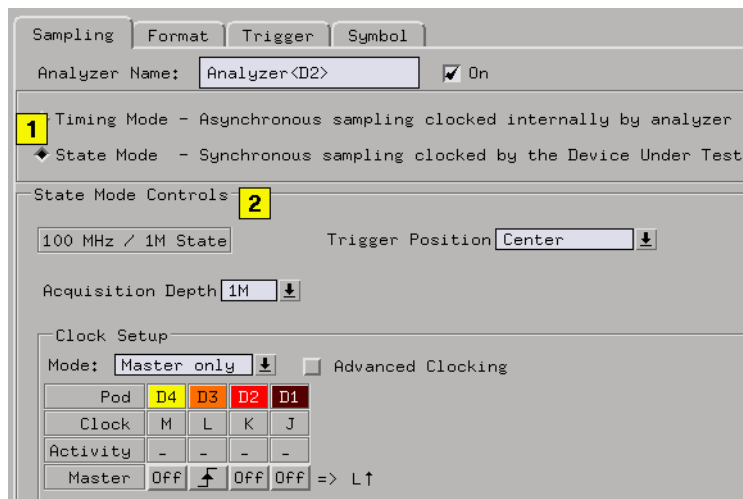 Sampling Format Trigger Symbol
Analyzer Name: Analyzer<D2> On
1
Timing Mode - Asynchronous sampling clocked internally by analyzer
State Mode - Synchronous sampling clocked by the Device Under Test
State Mode Controls 2
100 MHz / 1M State Trigger Position Center
Acquisition Depth 1M
Clock Setup
Mode: Master only Advanced Clocking
Pod D4 D3 D2 D1
Clock M L K J
Activity - - - -
Master Off Off Off => L↑